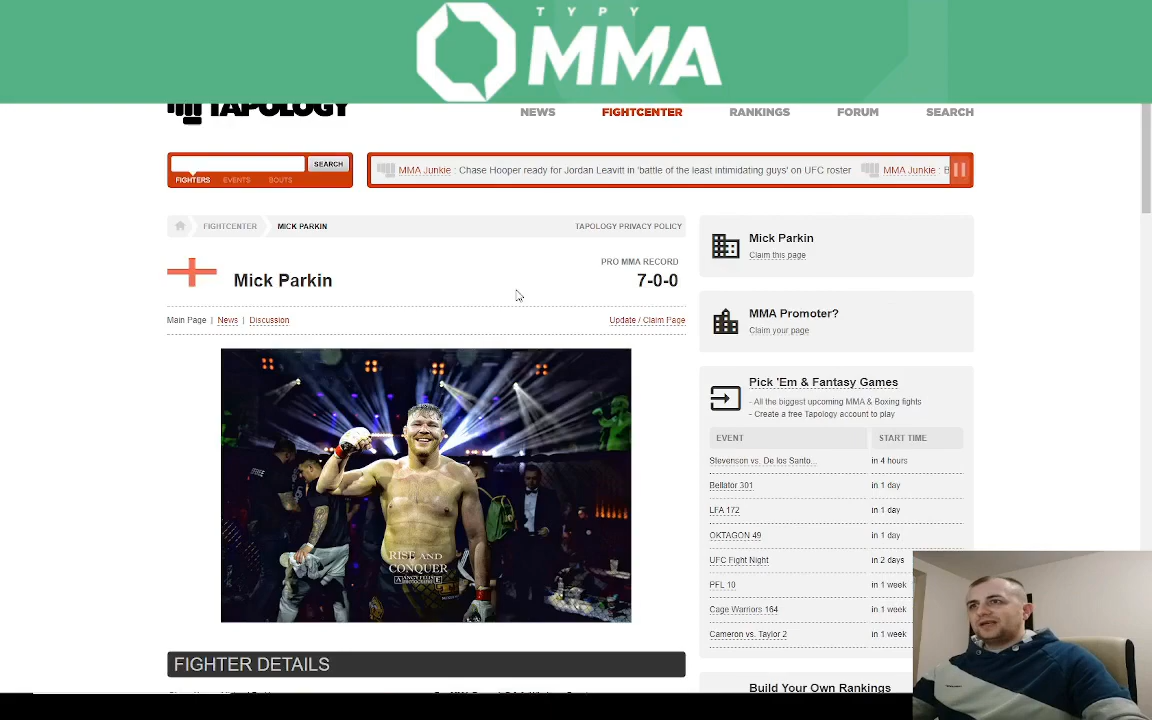 TYPY
MMA
TAPOLOGY
NEWS
FIGHTCENTER
RANKINGS
FORUM
SEARCH
SEARCH
FIGHTERS
EVENTS
BOUTS
MMA Junkie : Chase Hooper ready for Jordan Leavitt in 'battle of the least intimidating guys' on UFC roster
MMA Junkie : B
FIGHTCENTER
MICK PARKIN
TAPOLOGY PRIVACY POLICY
Mick Parkin
PRO MMA RECORD
7-0-0
Main Page | News | Discussion
Update / Claim Page
RISE AND
CONQUER
FIGHTER DETAILS
Mick Parkin
Claim this page
MMA Promoter?
Claim your page
Pick 'Em & Fantasy Games
- All the biggest upcoming MMA & Boxing fights
- Create a free Tapology account to play
EVENT START TIME
Stevenson vs. De los Santo... in 4 hours
Bellator 301 in 1 day
LFA 172 in 1 day
OKTAGON 49 in 1 day
UFC Fight Night in 2 days
PFL 10 in 1 week
Cage Warriors 164 in 1 week
Cameron vs. Taylor 2 in 1 week
Build Your Own Rankings